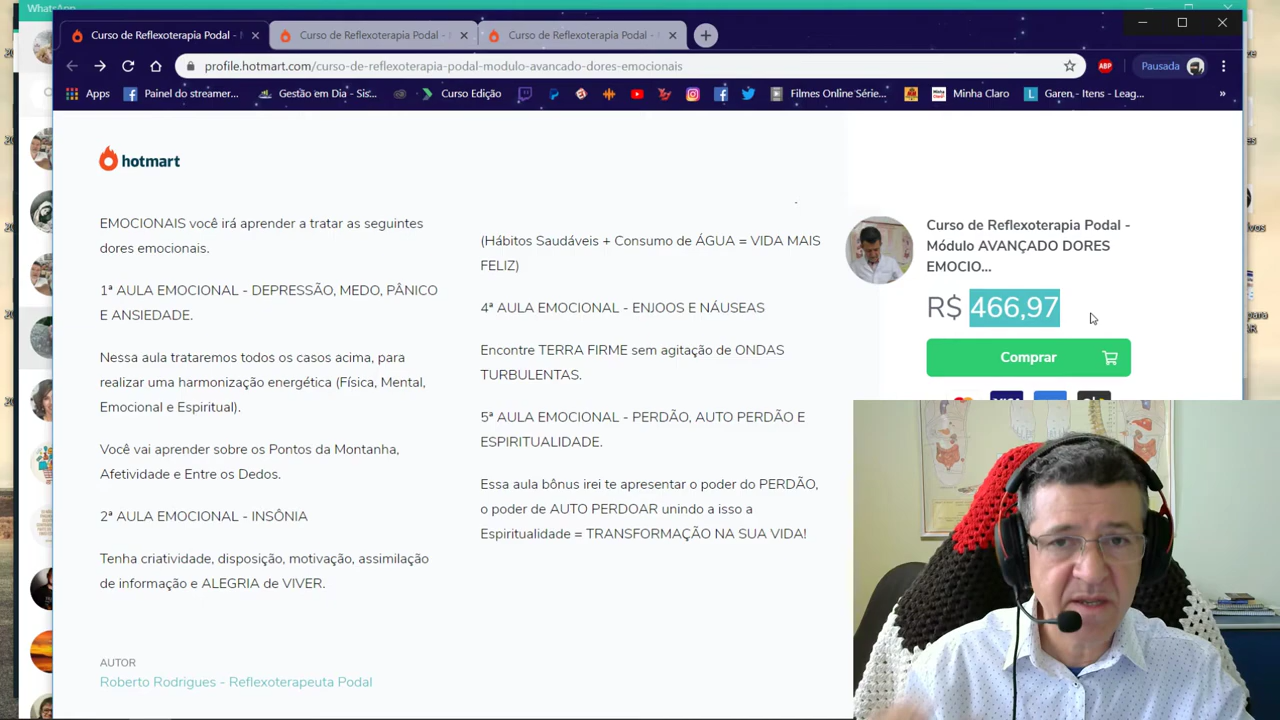 WhatsApp
Curso de Reflexoterapia Podal -
Curso de Reflexoterapia Podal -
Curso de Reflexoterapia Podal -
profile.hotmart.com/curso-de-reflexoterapia-podal-modulo-avancado-dores-emocionais
ABP
Pausada
Apps
Painel do streamer...
Gestão em Dia - Sis...
Curso Edição
Filmes Online Série...
Minha Claro
L
Garen - Itens - Leag...
»
hotmart
EMOCIONAIS você irá aprender a tratar as seguintes
dores emocionais.
1ª AULA EMOCIONAL - DEPRESSÃO, MEDO, PÂNICO
E ANSIEDADE.
Nessa aula trataremos todos os casos acima, para
realizar uma harmonização energética (Física, Mental,
Emocional e Espiritual).
Você vai aprender sobre os Pontos da Montanha,
Afetividade e Entre os Dedos.
2ª AULA EMOCIONAL - INSÔNIA
Tenha criatividade, disposição, motivação, assimilação
de informação e ALEGRIA de VIVER.
(Hábitos Saudáveis + Consumo de ÁGUA = VIDA MAIS
FELIZ)
4ª AULA EMOCIONAL - ENJOOS E NÁUSEAS
Encontre TERRA FIRME sem agitação de ONDAS
TURBULENTAS.
5ª AULA EMOCIONAL - PERDÃO, AUTO PERDÃO E
ESPIRITUALIDADE.
Essa aula bônus irei te apresentar o poder do PERDÃO,
o poder de AUTO PERDOAR unindo a isso a
Espiritualidade = TRANSFORMAÇÃO NA SUA VIDA!
Curso de Reflexoterapia Podal -
Módulo AVANÇADO DORES
EMOCIO...
R$ 466,97
Comprar
AUTOR
Roberto Rodrigues - Reflexoterapeuta Podal